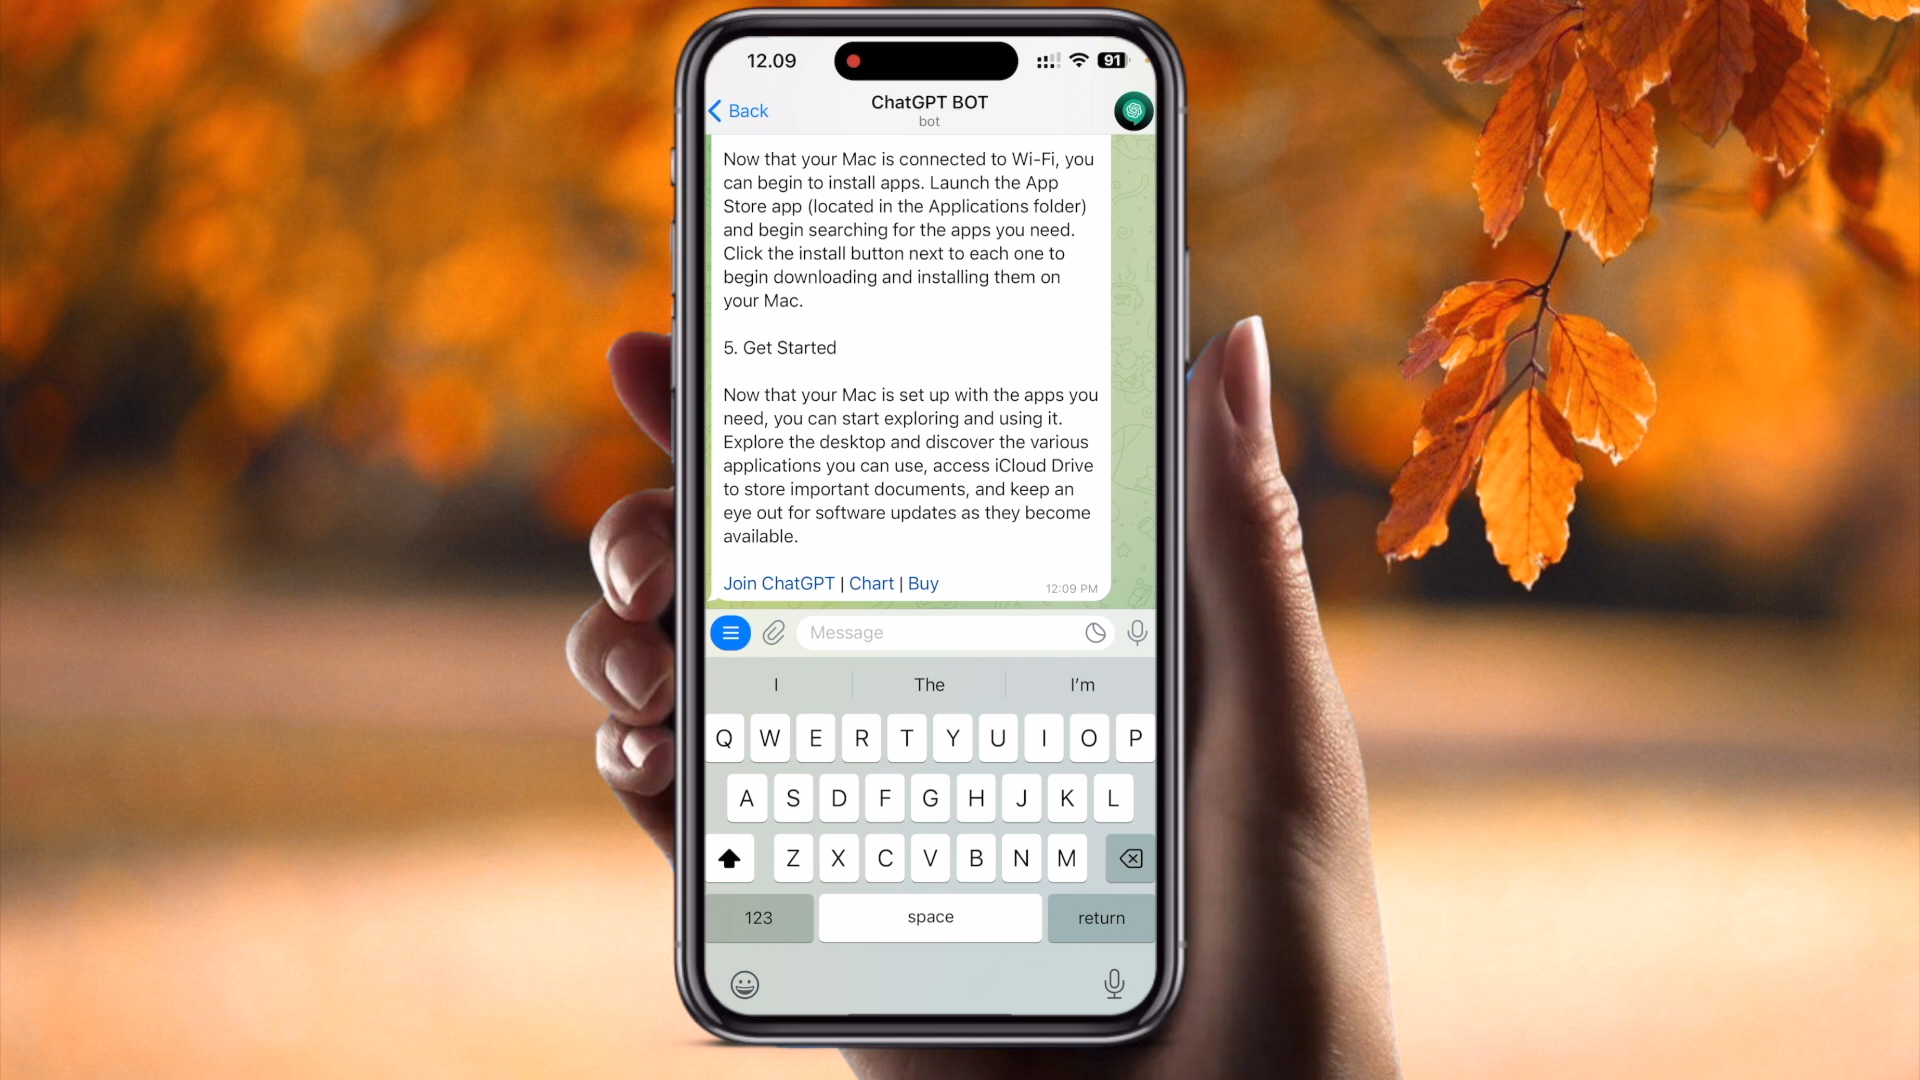 12.09
91
Back
ChatGPT BOT
bot
Now that your Mac is connected to Wi-Fi, you
can begin to install apps. Launch the App
Store app (located in the Applications folder)
and begin searching for the apps you need.
Click the install button next to each one to
begin downloading and installing them on
your Mac.
5. Get Started
Now that your Mac is set up with the apps you
need, you can start exploring and using it.
Explore the desktop and discover the various
applications you can use, access iCloud Drive
to store important documents, and keep an
eye out for software updates as they become
available.
Join ChatGPT | Chart | Buy
12:09 PM
Message
I The I'm
Q W E R T Y U I O P
A S D F G H J K L
Z X C V B N M
123 space return